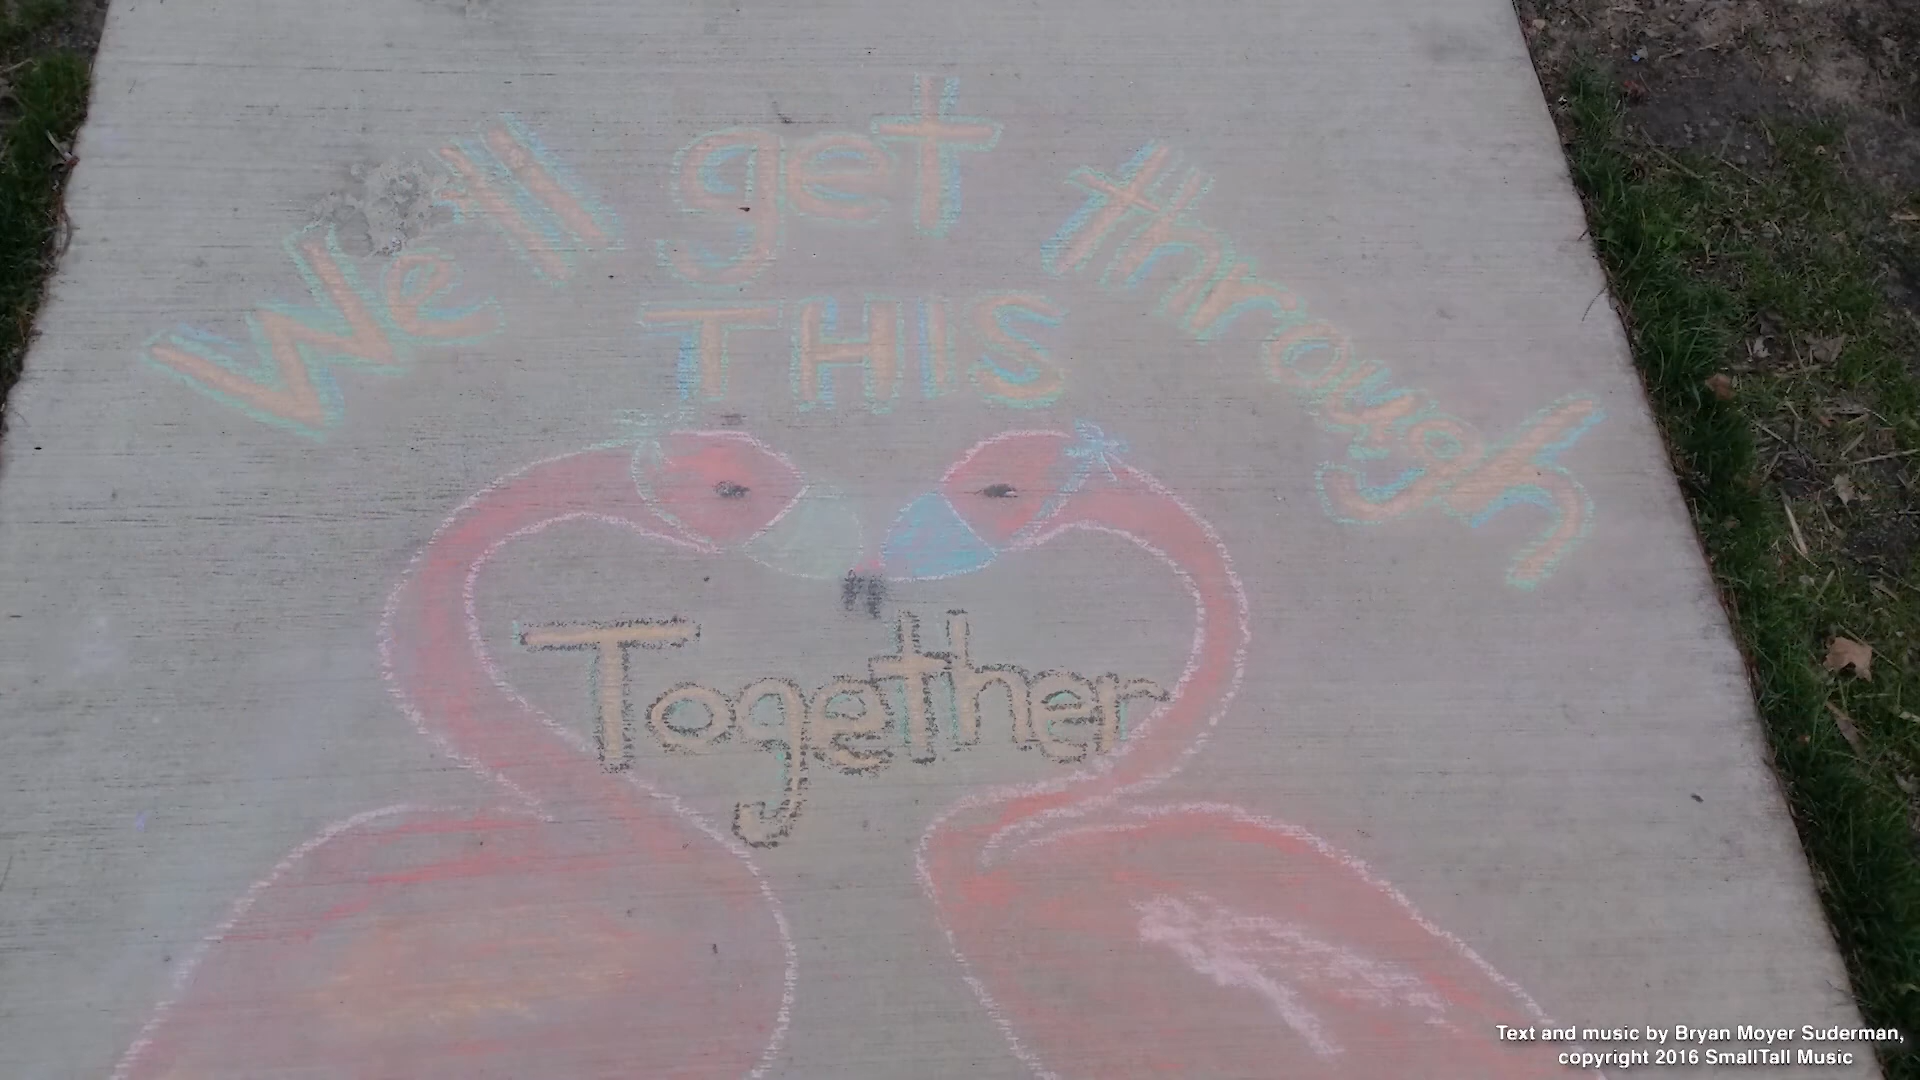 We'll get through
THIS
Together
Text and music by Bryan Moyer Suderman,
copyright 2016 SmallTall Music